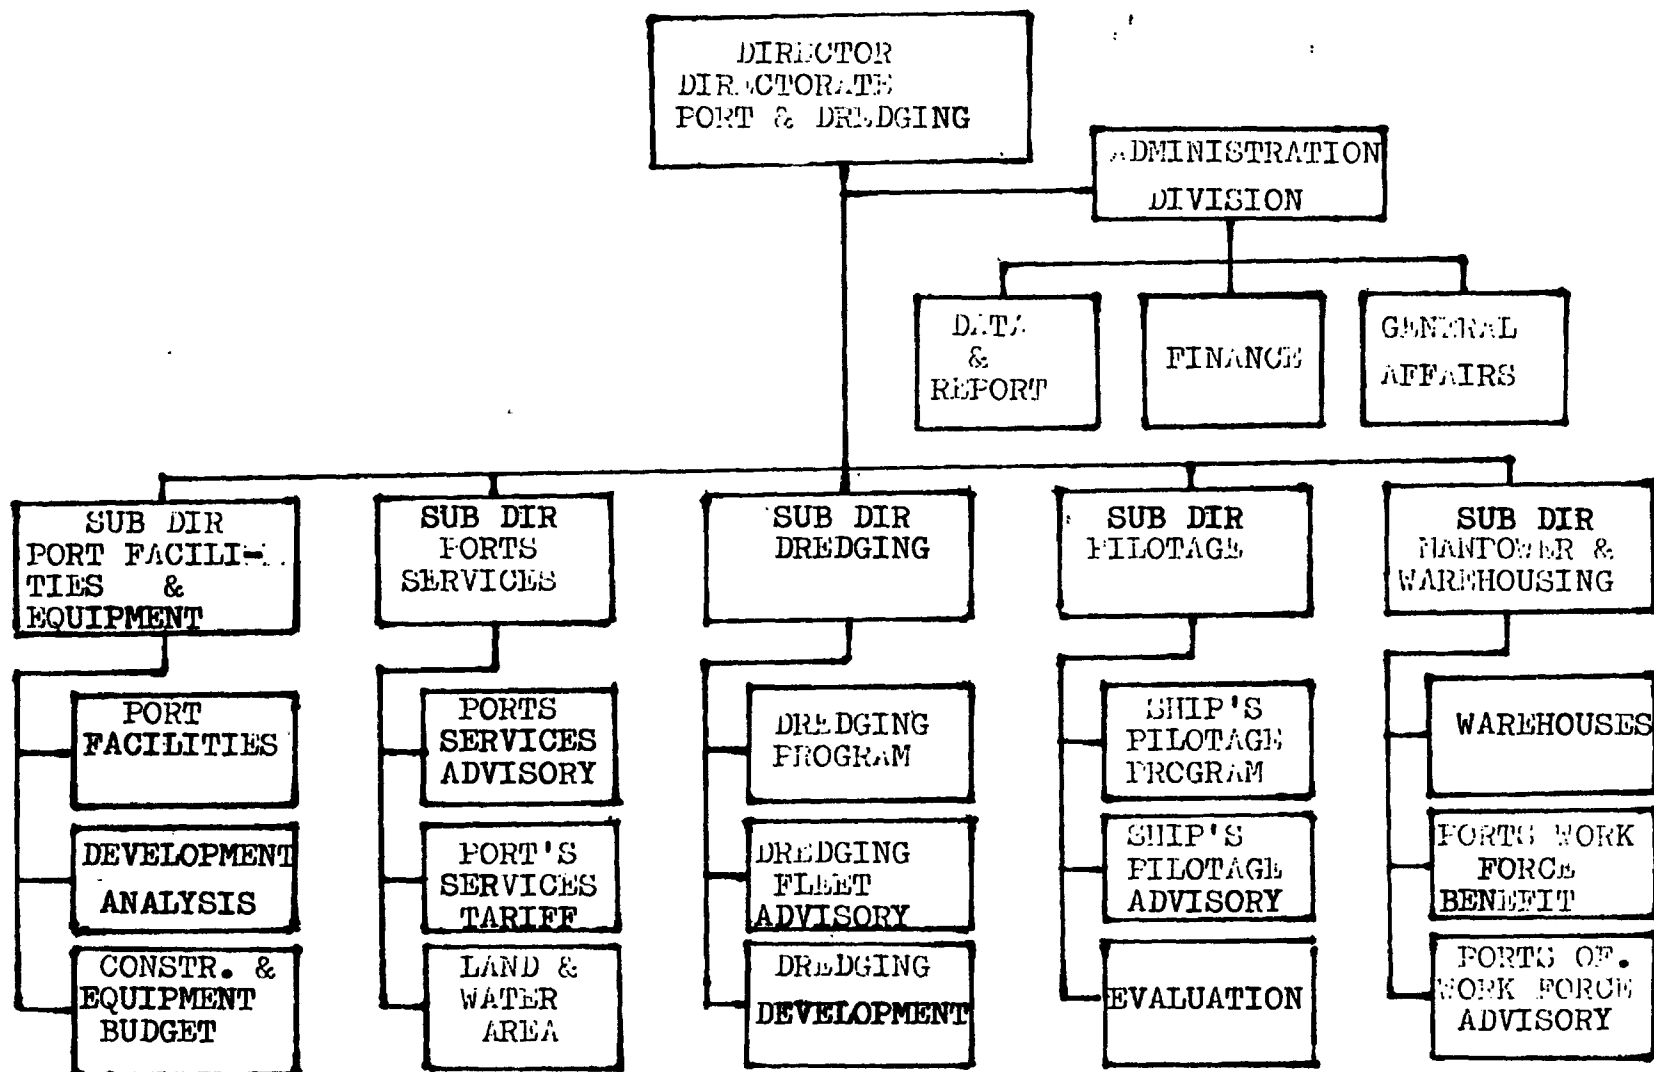 DIRECTOR
DIRECTORATE
PORT & DREDGING
ADMINISTRATION
DIVISION
DATA
&
REPORT
FINANCE
GENERAL
AFFAIRS
SUB DIR
PORT FACILI-
TIES &
EQUIPMENT
SUB DIR
PORTS
SERVICES
SUB DIR
DREDGING
SUB DIR
PILOTAGE
SUB DIR
MANPOWER &
WAREHOUSING
PORT
FACILITIES
DEVELOPMENT
ANALYSIS
CONSTR. &
EQUIPMENT
BUDGET
PORTS
SERVICES
ADVISORY
PORT'S
SERVICES
TARIFF
LAND &
WATER
AREA
DREDGING
PROGRAM
DREDGING
FLEET
ADVISORY
DREDGING
DEVELOPMENT
SHIP'S
PILOTAGE
PROGRAM
SHIP'S
PILOTAGE
ADVISORY
EVALUATION
WAREHOUSES
PORTS WORK
FORCE
BENEFIT
PORTS OF.
WORK FORCE
ADVISORY